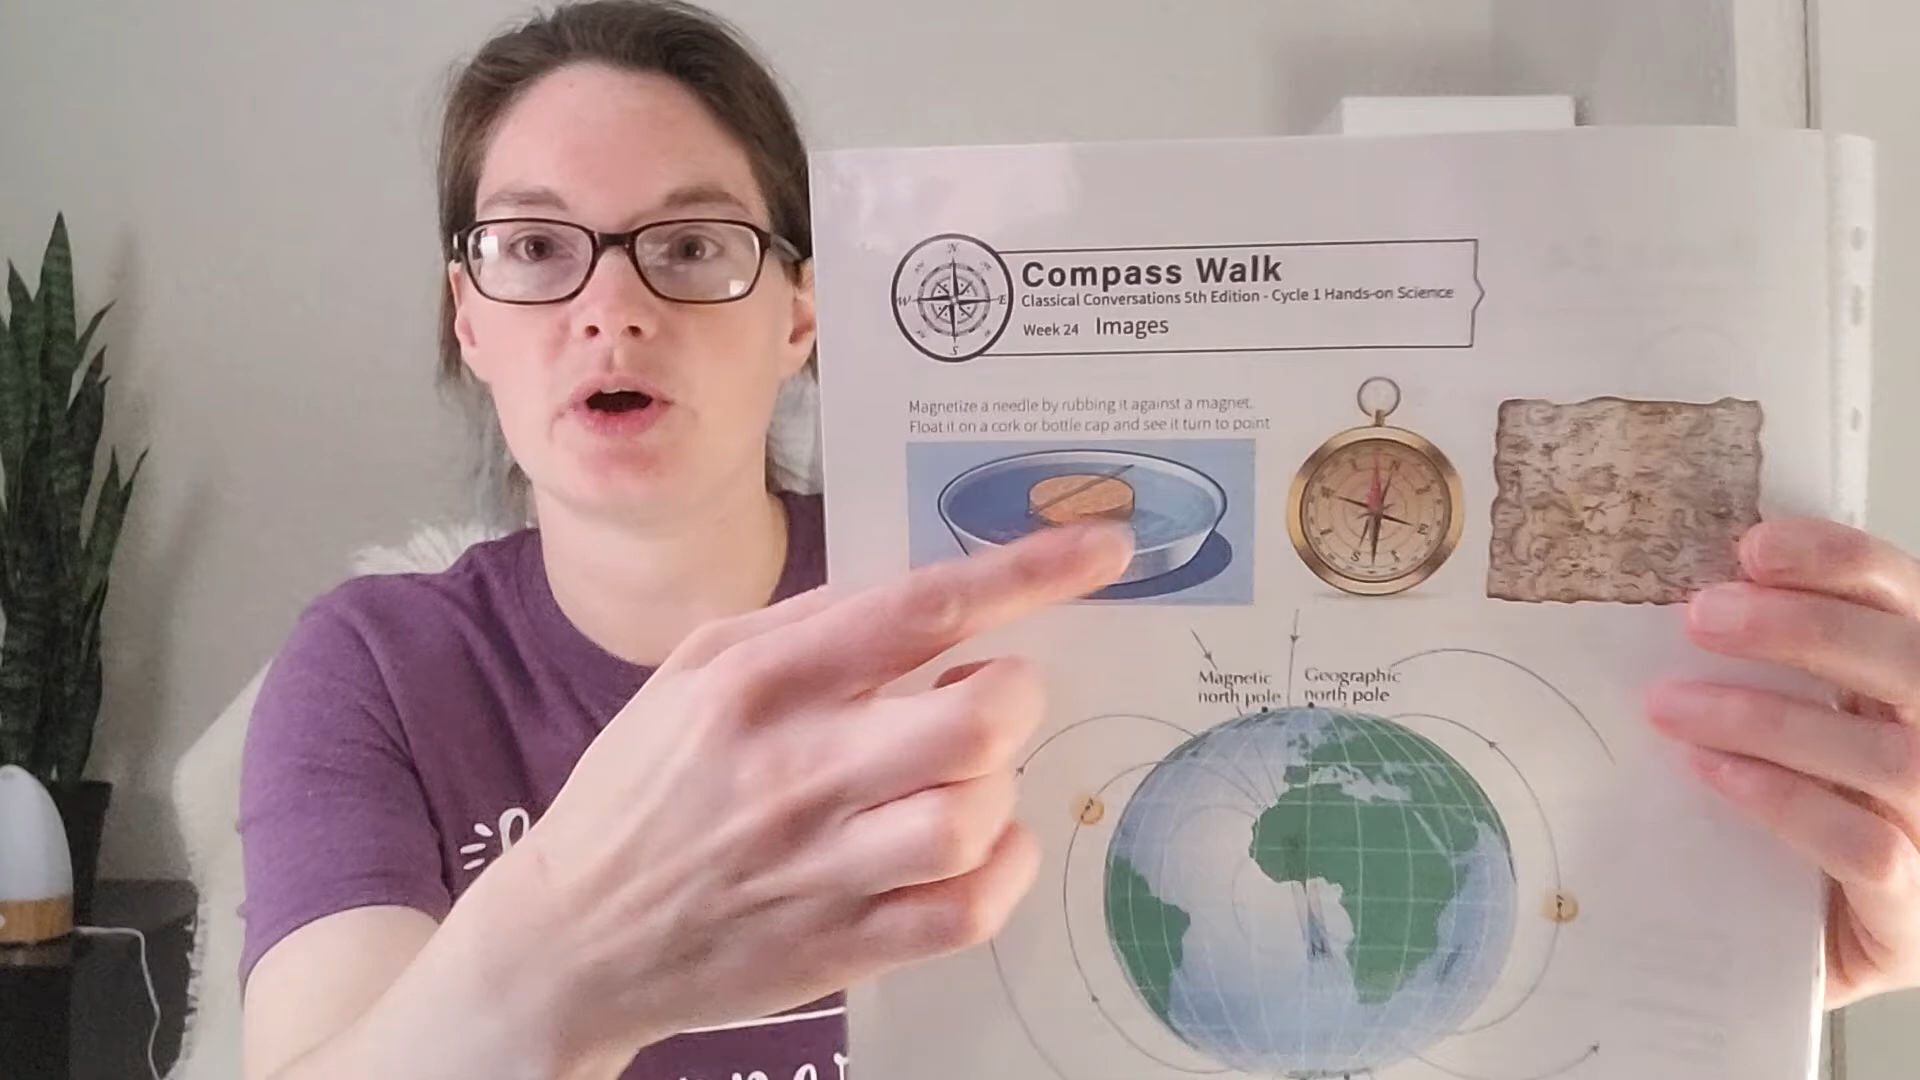 N
W E
S
Compass Walk
Classical Conversations 5th Edition - Cycle 1 Hands-on Science
Week 24 Images
Magnetize a needle by rubbing it against a magnet.
Float it on a cork or bottle cap and see it turn to point
N
E
S
Magnetic
north pole
Geographic
north pole
N